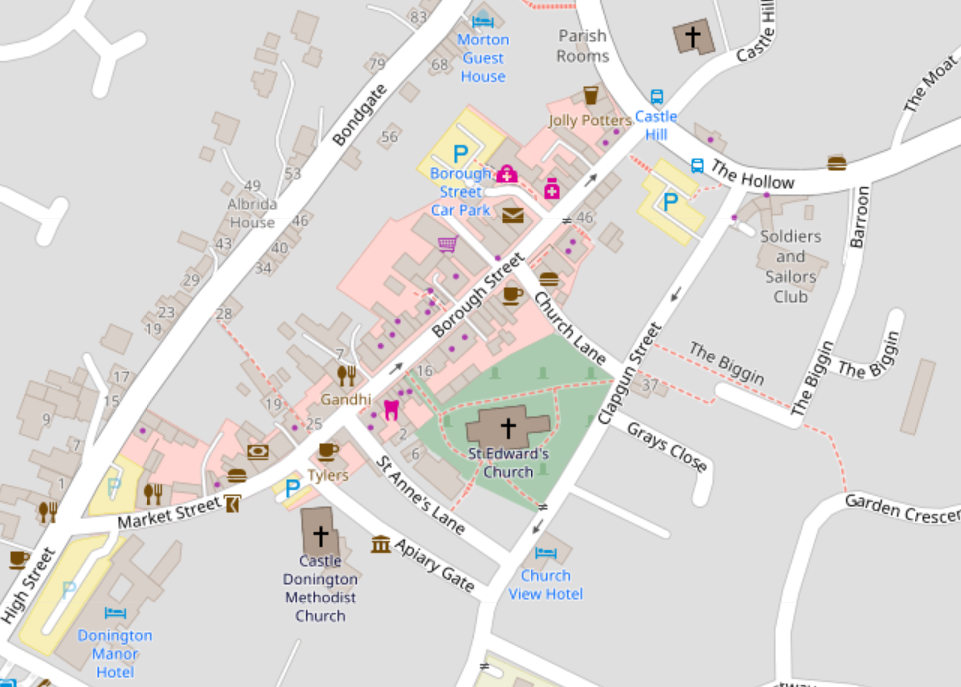 83
Morton
Guest
House
Parish
Rooms
Castle Hill
79
68
The Moat
Bondgate
P
Jolly Potters
Castle
Hill
56
Borough
Street
Car Park
The Hollow
53
49
P
Albrida
House
46
46
Barroon
43
40
34
Soldiers
and
Sailors
Club
29
Borough Street
28
23
19
Church Lane
Clapgun Street
The Biggin
The Biggin
The Biggin
7
17
15
16
Gandhi
37
19
9
25
2
St Edward's
Church
7
6
Grays Close
Tylers
St Anne's Lane
P
P
1
Market Street
Garden Crescen
Apiary Gate
Castle
Donington
Methodist
Church
High Street
P
Church
View Hotel
Donington
Manor
Hotel